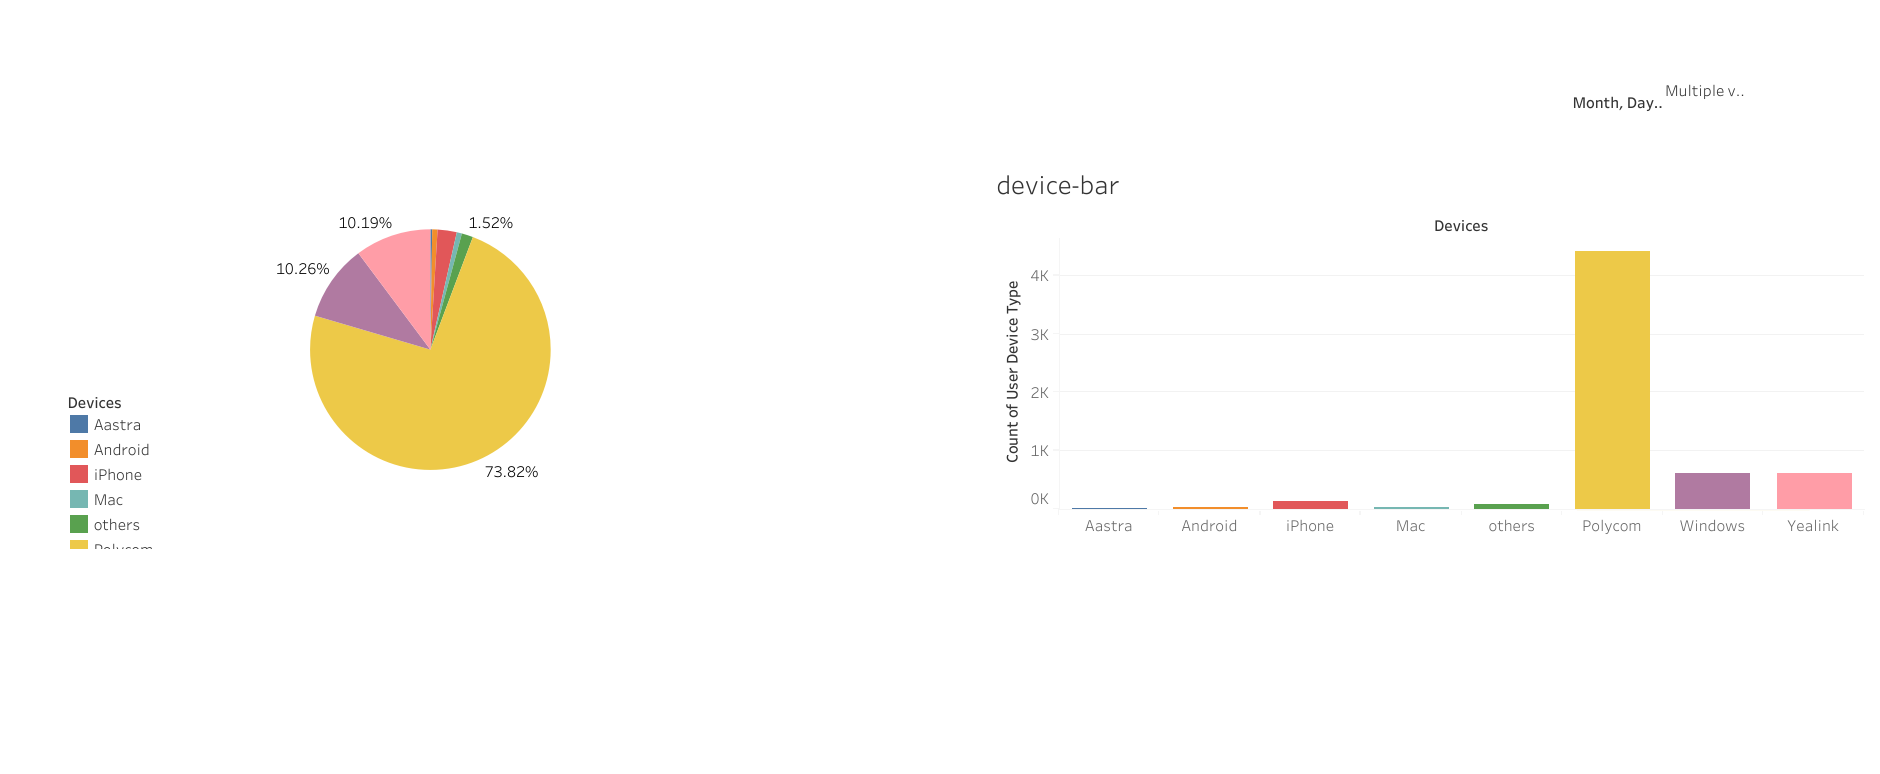 Month, Day..
Multiple v..
10.19%
1.52%
10.26%
73.82%
Devices
Aastra
Android
iPhone
Mac
others
Polycom
device-bar
Devices
Count of User Device Type
4K
3K
2K
1K
0K
Aastra
Android
iPhone
Mac
others
Polycom
Windows
Yealink